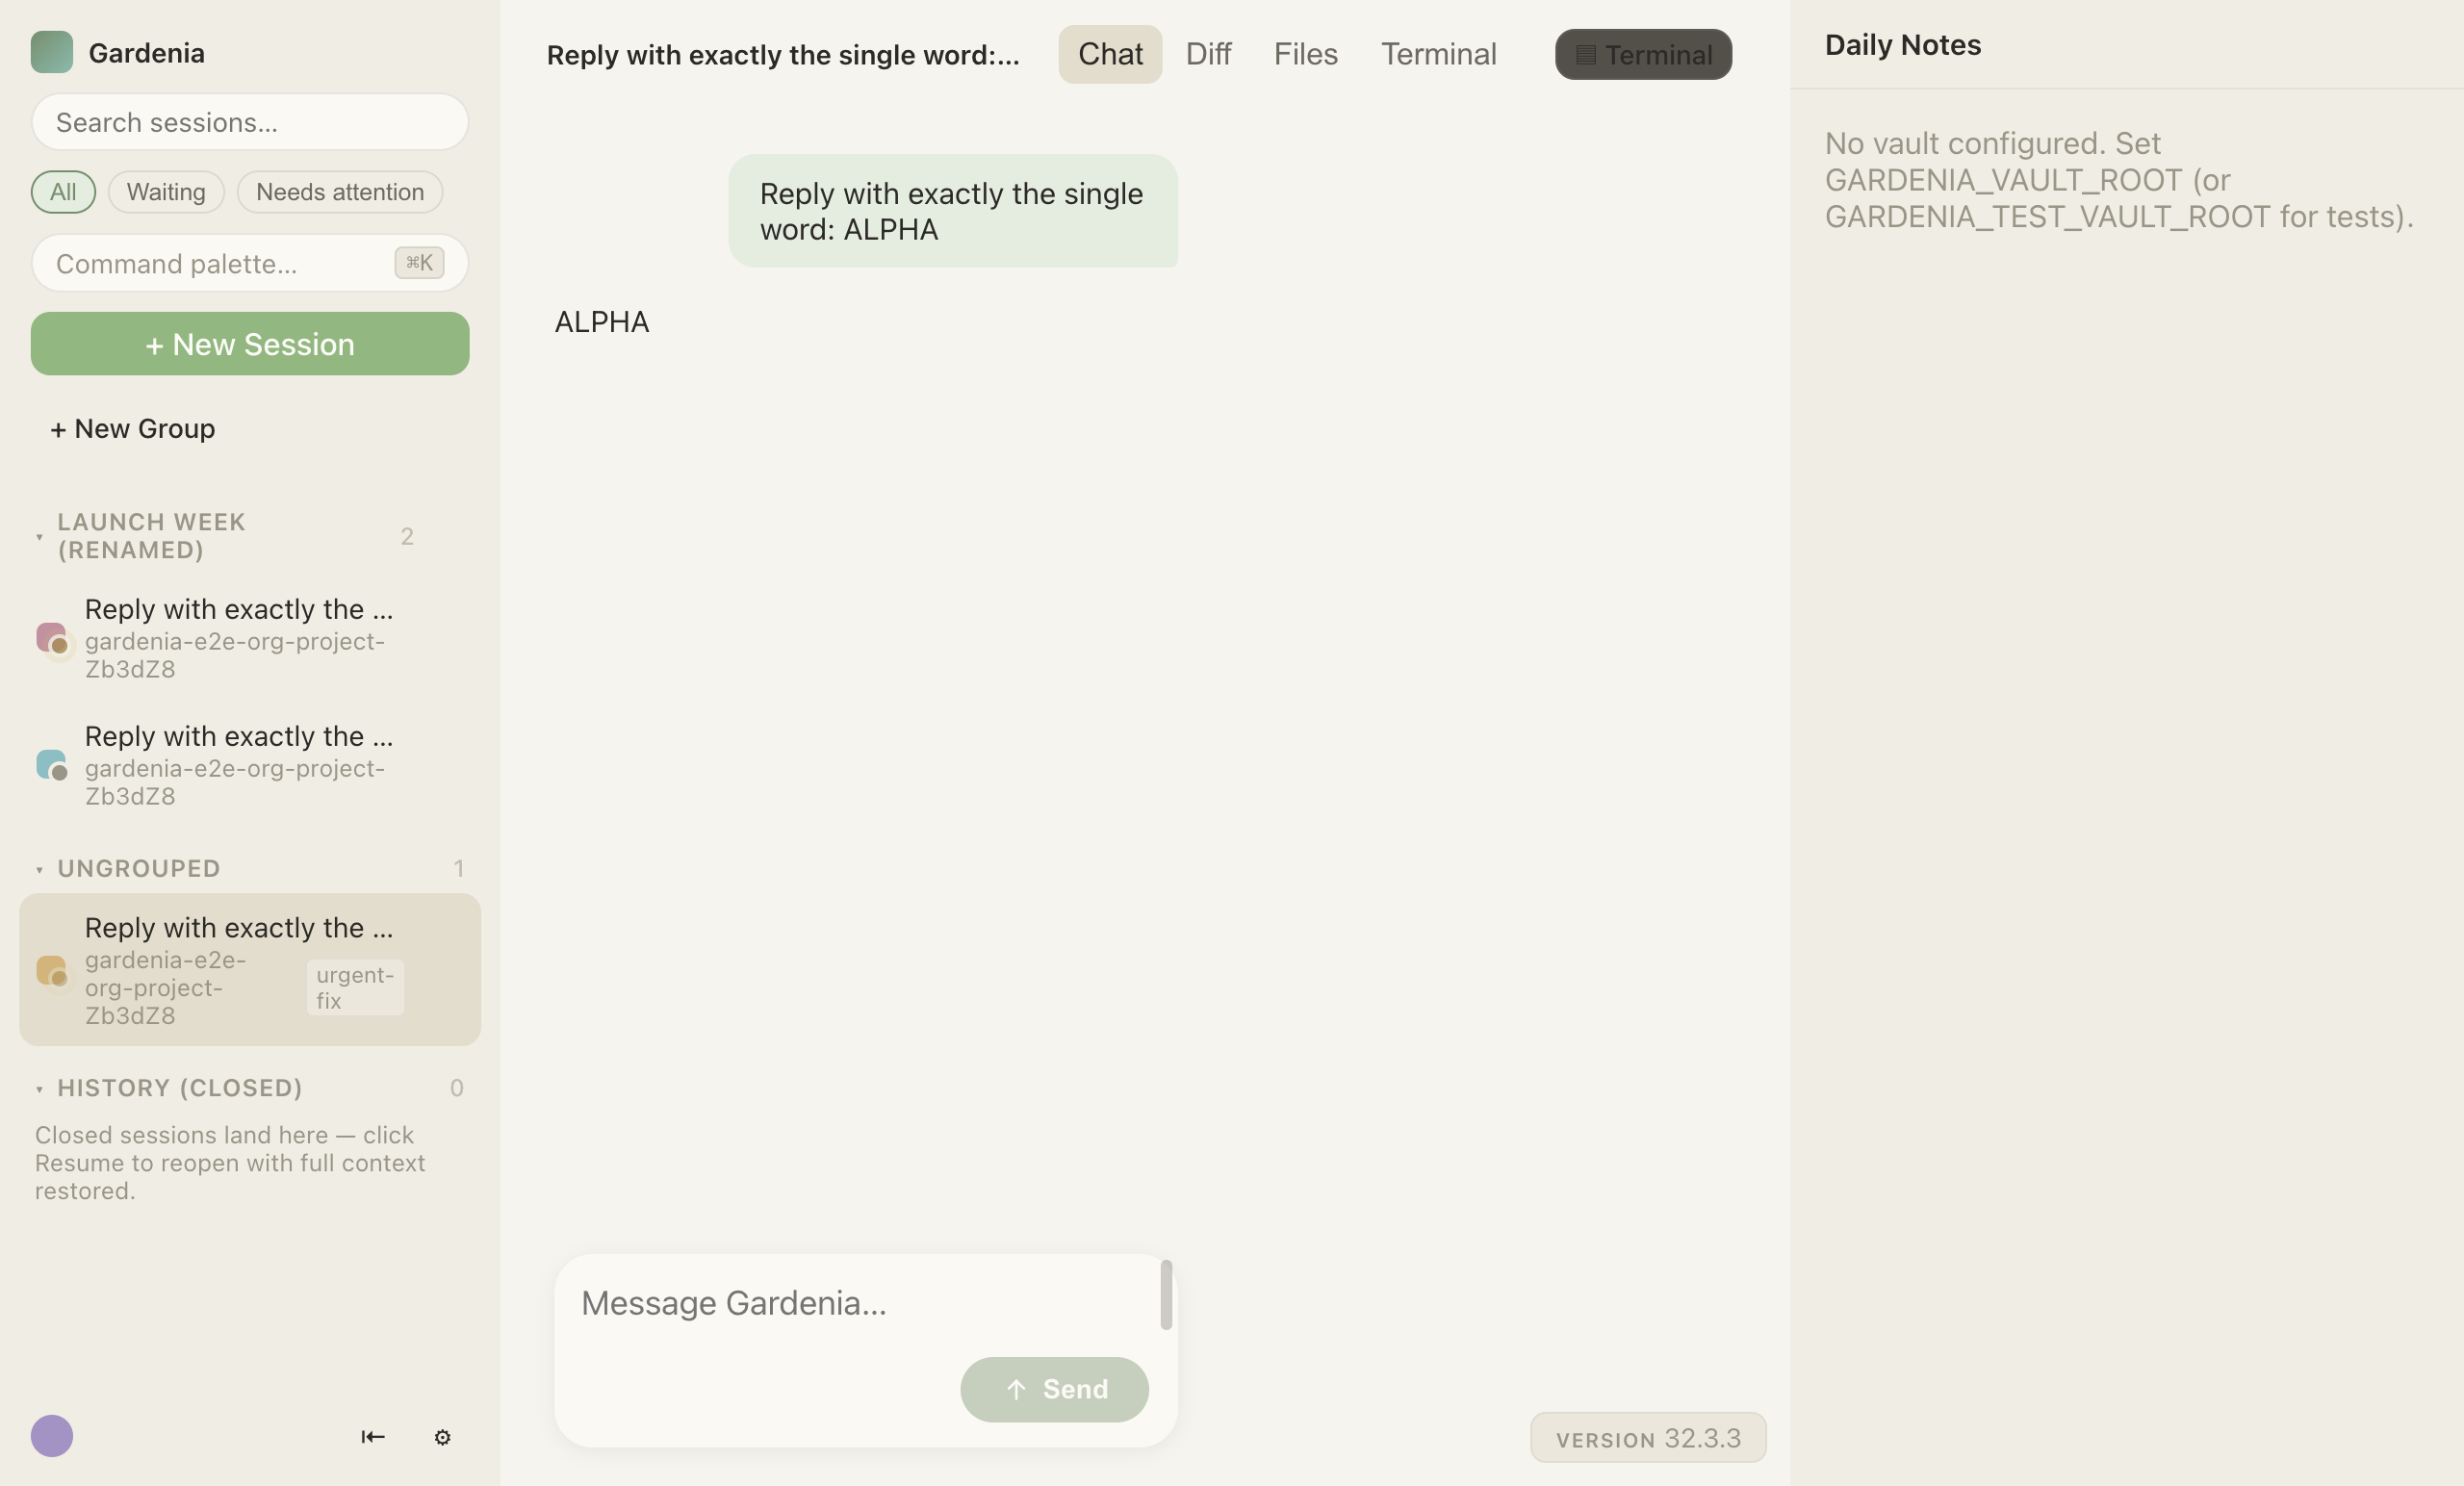 Gardenia
Search sessions...
All
Waiting
Needs attention
Command palette...
⌘K
+ New Session
+ New Group
LAUNCH WEEK
(RENAMED)
2
Reply with exactly the ...
gardenia-e2e-org-project-
Zb3dZ8
Reply with exactly the ...
gardenia-e2e-org-project-
Zb3dZ8
UNGROUPED
1
Reply with exactly the ...
gardenia-e2e-
org-project-
Zb3dZ8
urgent-
fix
HISTORY (CLOSED)
0
Closed sessions land here — click
Resume to reopen with full context
restored.
Reply with exactly the single word:...
Chat
Diff
Files
Terminal
Terminal
Reply with exactly the single
word: ALPHA
ALPHA
Message Gardenia...
↑ Send
VERSION 32.3.3
Daily Notes
No vault configured. Set
GARDENIA_VAULT_ROOT (or
GARDENIA_TEST_VAULT_ROOT for tests).